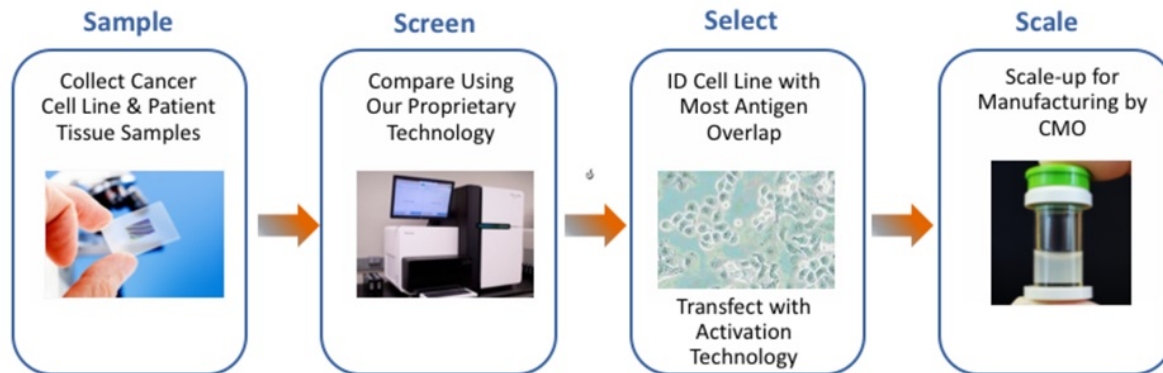 Sample
Collect Cancer
Cell Line & Patient
Tissue Samples
Screen
Compare Using
Our Proprietary
Technology
Select
ID Cell Line with
Most Antigen
Overlap
Transfect with
Activation
Technology
Scale
Scale-up for
Manufacturing by
CMO